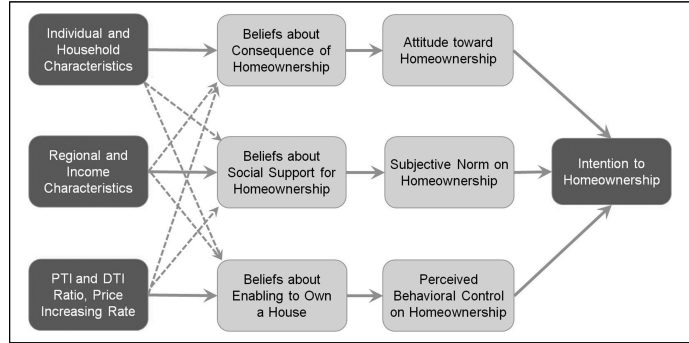 Individual and
Household
Characteristics
Beliefs about
Consequence of
Homeownership
Attitude toward
Homeownership
Regional and
Income
Characteristics
Beliefs about
Social Support for
Homeownership
Subjective Norm on
Homeownership
Intention to
Homeownership
PTI and DTI
Ratio, Price
Increasing Rate
Beliefs about
Enabling to Own
a House
Perceived
Behavioral Control
on Homeownership